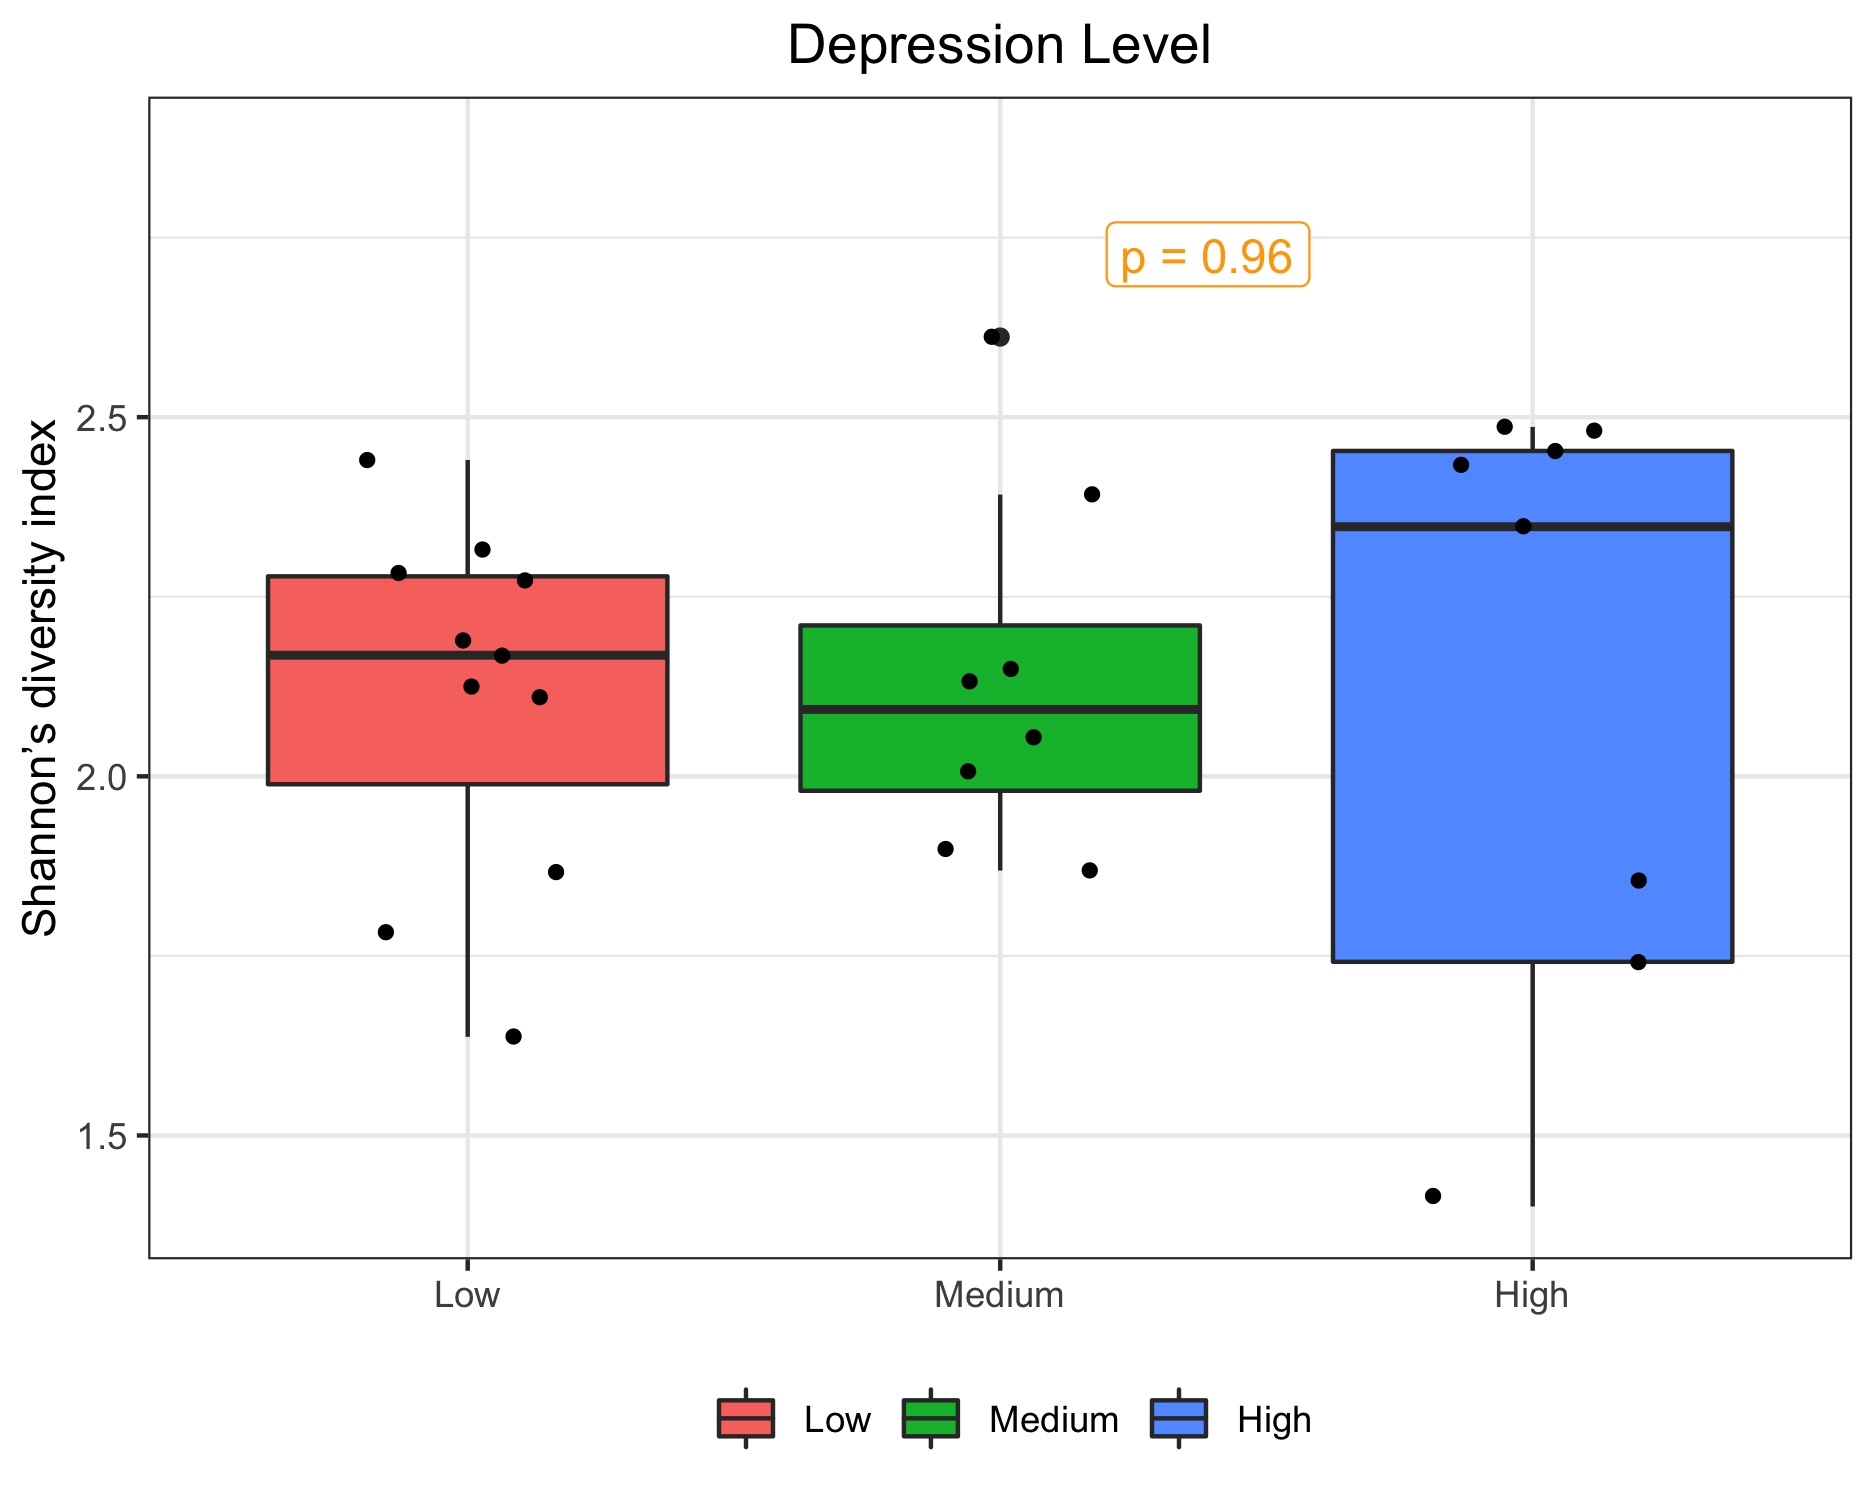 Depression Level
p = 0.96
Shannon’s diversity index
2.5
2.0
1.5
Low Medium High
Low Medium High